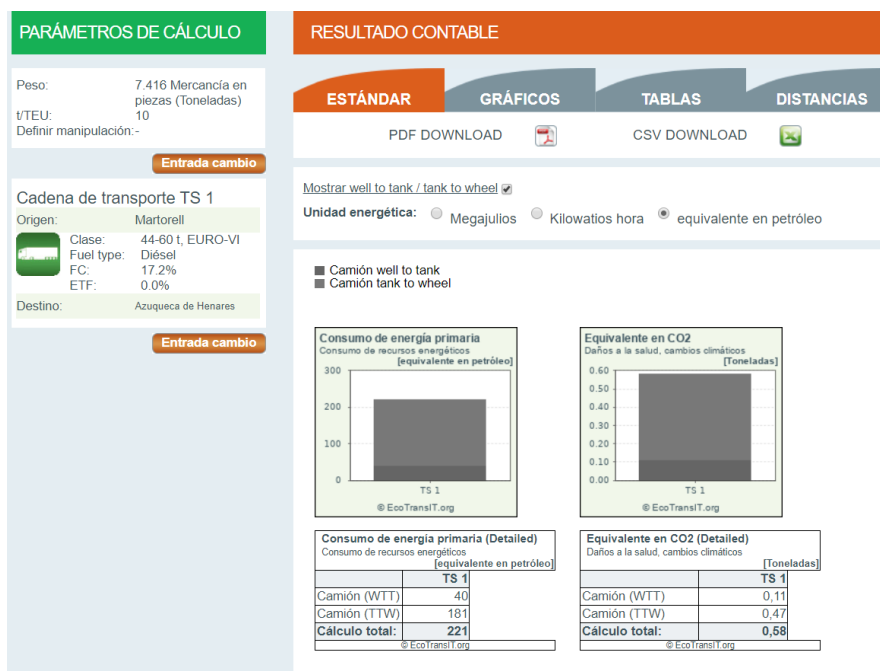 PARÁMETROS DE CÁLCULO
Peso: 7.416 Mercancía en
piezas (Toneladas)
t/TEU: 10
Definir manipulación:-
Entrada cambio
Cadena de transporte TS 1
Origen: Martorell
Clase: 44-60 t, EURO-VI
Fuel type: Diésel
FC: 17.2%
ETF: 0.0%
Destino: Azuqueca de Henares
Entrada cambio
RESULTADO CONTABLE
ESTÁNDAR GRÁFICOS TABLAS DISTANCIAS
PDF DOWNLOAD CSV DOWNLOAD
Mostrar well to tank / tank to wheel
Unidad energética: Megajulios Kilowatios hora equivalente en petróleo
Camión well to tank
Camión tank to wheel
Consumo de energía primaria
Consumo de recursos energéticos
[equivalente en petróleo]
300
200
100
0
TS 1
© EcoTransIT.org
Equivalente en CO2
Daños a la salud, cambios climáticos
[Toneladas]
0.60
0.50
0.40
0.30
0.20
0.10
0.00
TS 1
© EcoTransIT.org
Consumo de energía primaria (Detailed)
Consumo de recursos energéticos
[equivalente en petróleo]
TS 1
Camión (WTT) 40
Camión (TTW) 181
Cálculo total: 221
© EcoTransIT.org
Equivalente en CO2 (Detailed)
Daños a la salud, cambios climáticos
[Toneladas]
TS 1
Camión (WTT) 0,11
Camión (TTW) 0,47
Cálculo total: 0,58
© EcoTransIT.org